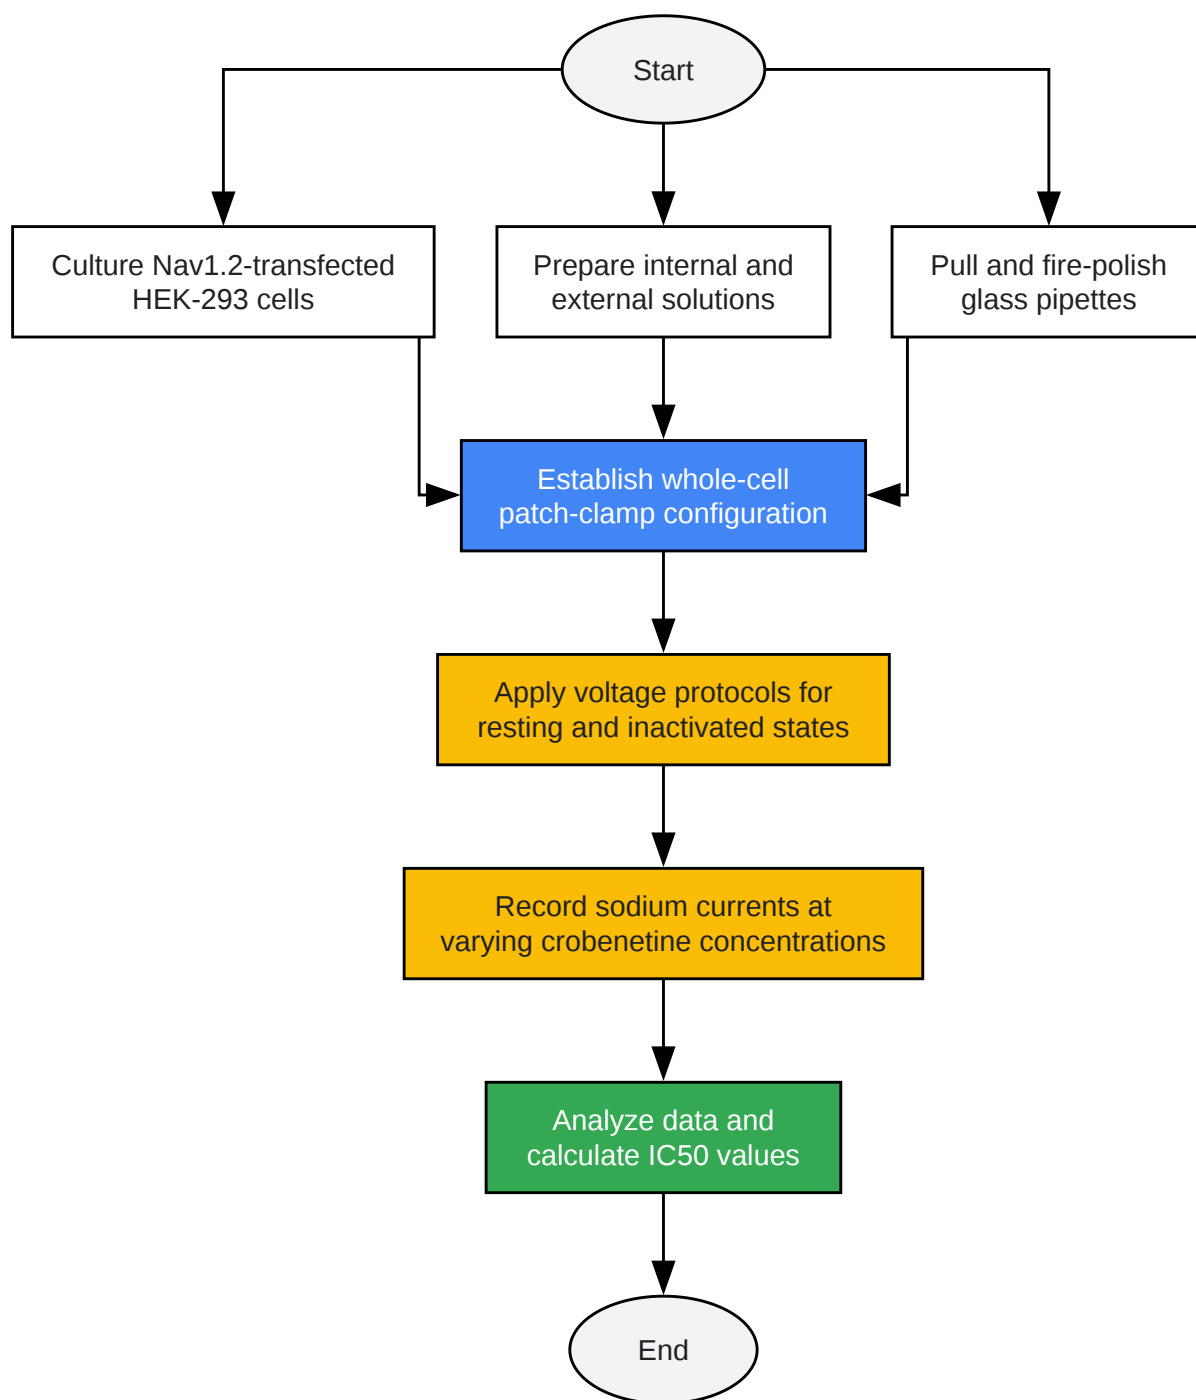 Start
Culture Nav1.2-transfected
HEK-293 cells
Prepare internal and
external solutions
Pull and fire-polish
glass pipettes
Establish whole-cell
patch-clamp configuration
Apply voltage protocols for
resting and inactivated states
Record sodium currents at
varying crobenetine concentrations
Analyze data and
calculate IC50 values
End